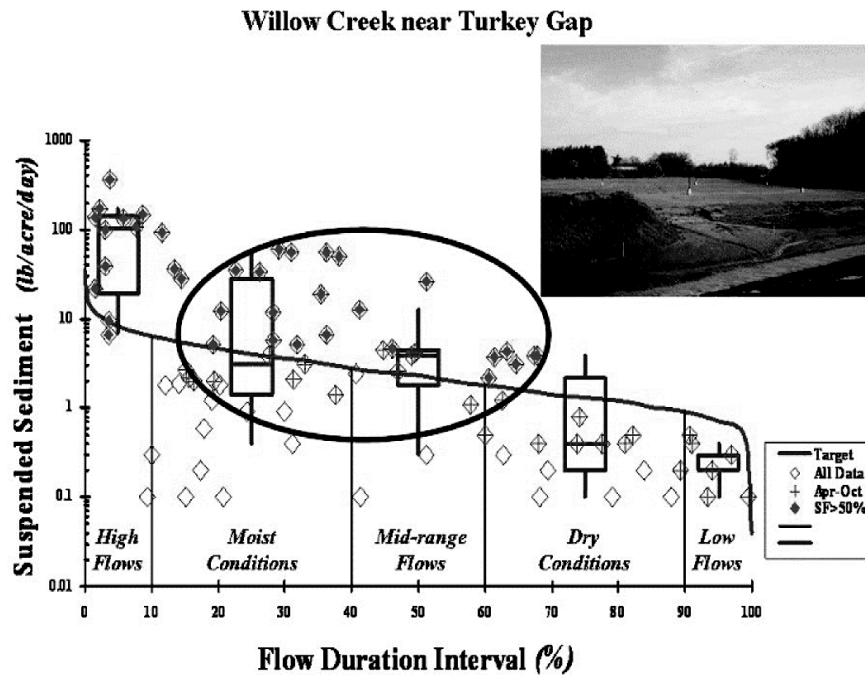 Willow Creek near Turkey Gap
Suspended Sediment (lb/acre/day)
1000
100
10
1
0.1
0.01
High
Flows
Moist
Conditions
Mid-range
Flows
Dry
Conditions
Low
Flows
Target
All Data
Apr-Oct
SF>50%
0 10 20 30 40 50 60 70 80 90 100
Flow Duration Interval (%)